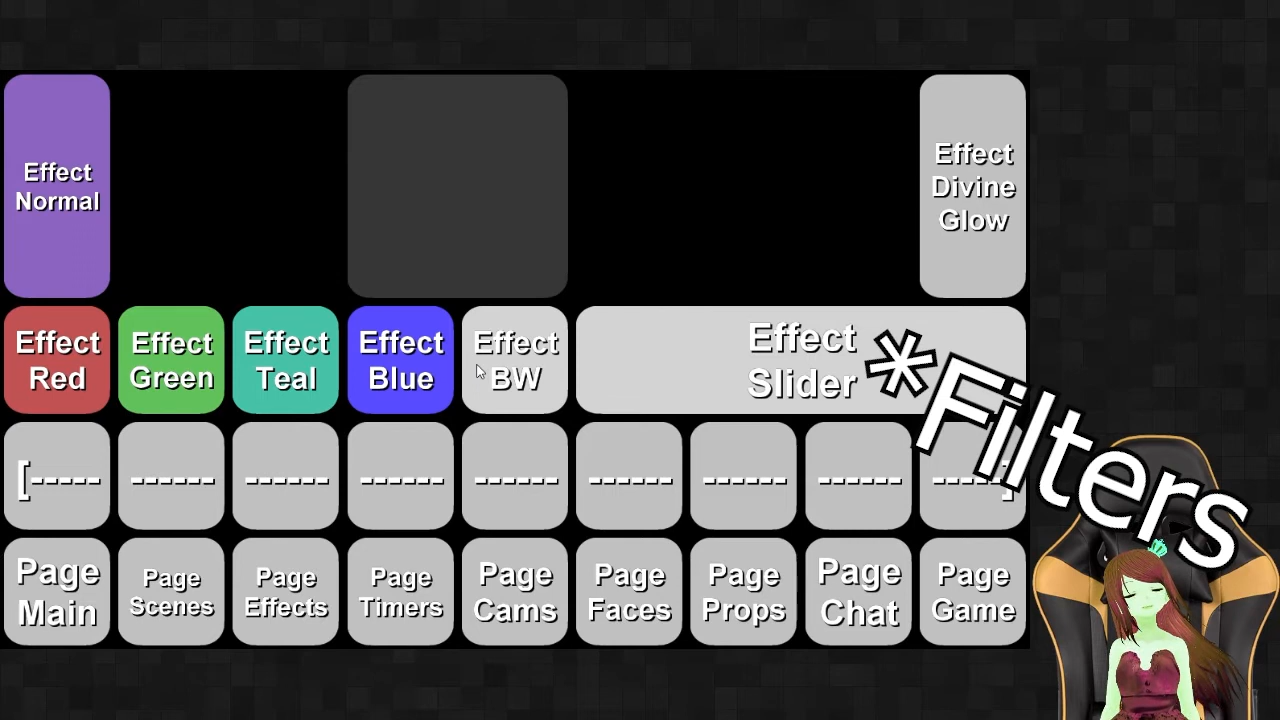 Effect
Normal
Effect
Divine
Glow
Effect
Red
Effect
Green
Effect
Teal
Effect
Blue
Effect
BW
Effect
Slider
*Filters
[-----
------
------
------
------
------
------
------
-----]
Page
Main
Page
Scenes
Page
Effects
Page
Timers
Page
Cams
Page
Faces
Page
Props
Page
Chat
Page
Game